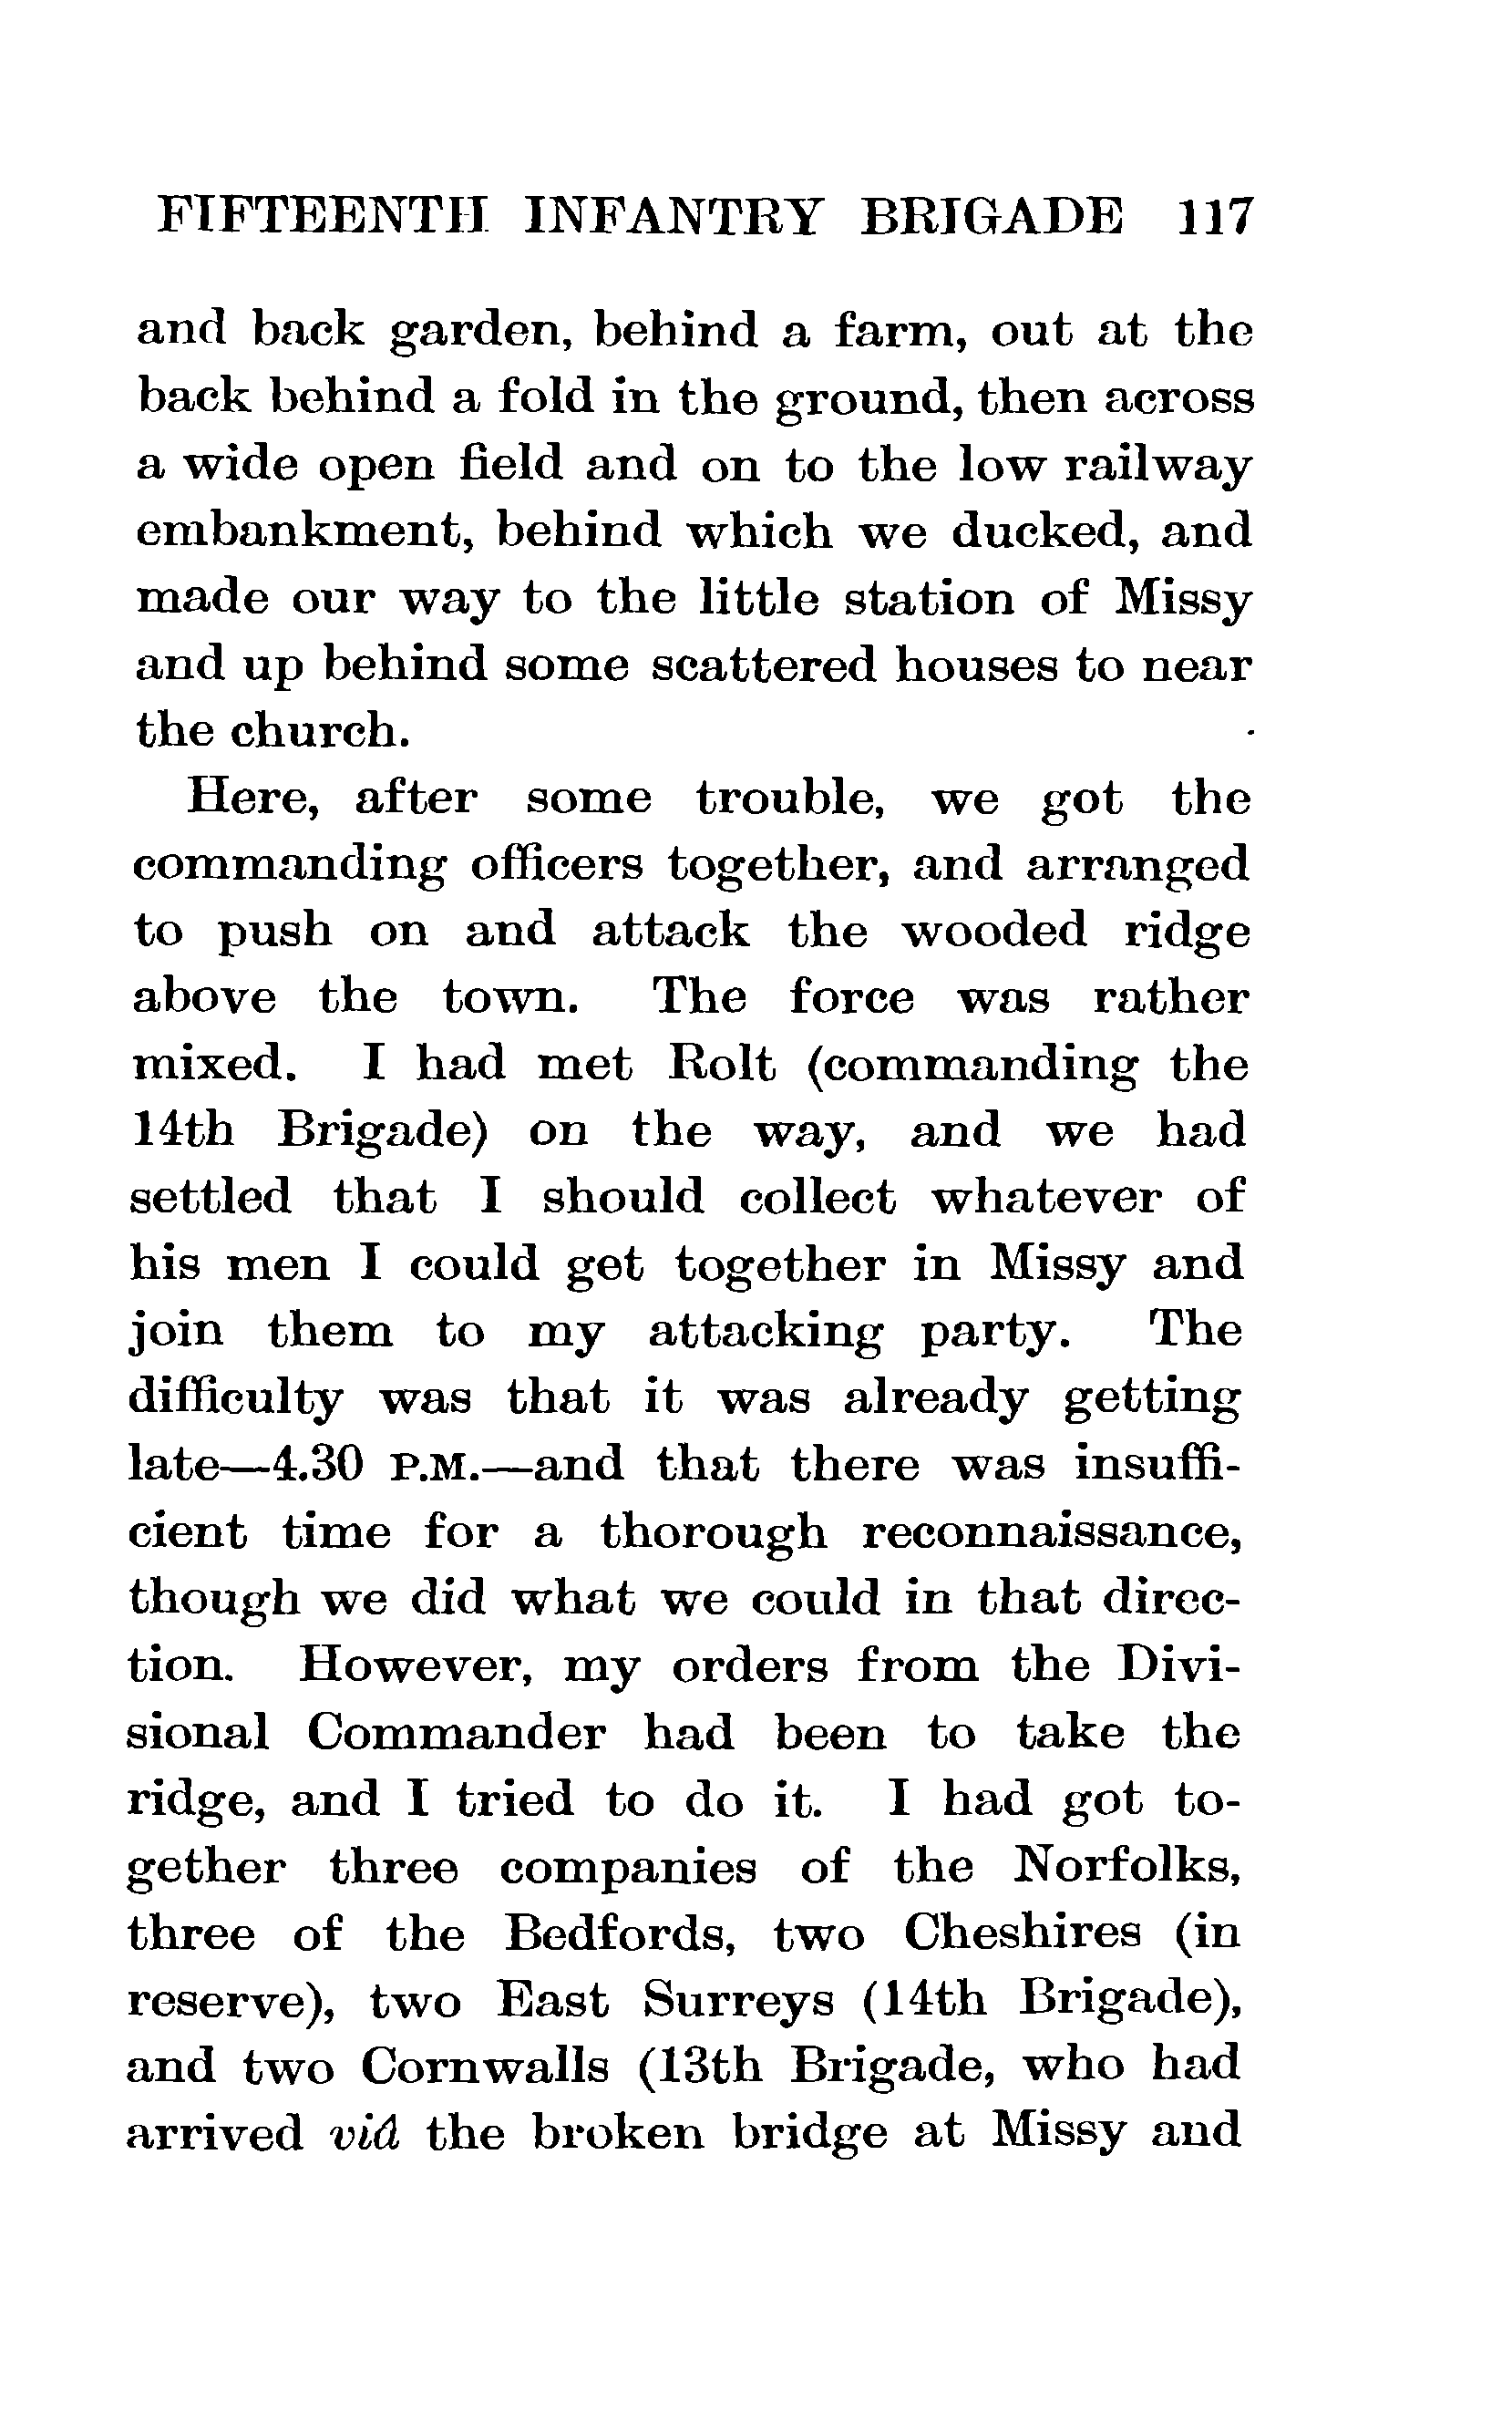 FIFTEENTH INFANTRY BRIGADE 117
and back garden, behind a farm, out at the
back behind a fold in the ground, then across
a wide open field and on to the low railway
embankment, behind which we ducked, and
made our way to the little station of Missy
and up behind some scattered houses to near
the church.
Here, after some trouble, we got the
commanding officers together, and arranged
to push on and attack the wooded ridge
above the town. The force was rather
mixed. I had met Rolt (commanding the
14th Brigade) on the way, and we had
settled that I should collect whatever of
his men I could get together in Missy and
join them to my attacking party. The
difficulty was that it was already getting
late—4.30 P.M.—and that there was insuffi-
cient time for a thorough reconnaissance,
though we did what we could in that direc-
tion. However, my orders from the Divi-
sional Commander had been to take the
ridge, and I tried to do it. I had got to-
gether three companies of the Norfolks,
three of the Bedfords, two Cheshires (in
reserve), two East Surreys (14th Brigade),
and two Cornwalls (13th Brigade, who had
arrived viâ the broken bridge at Missy and